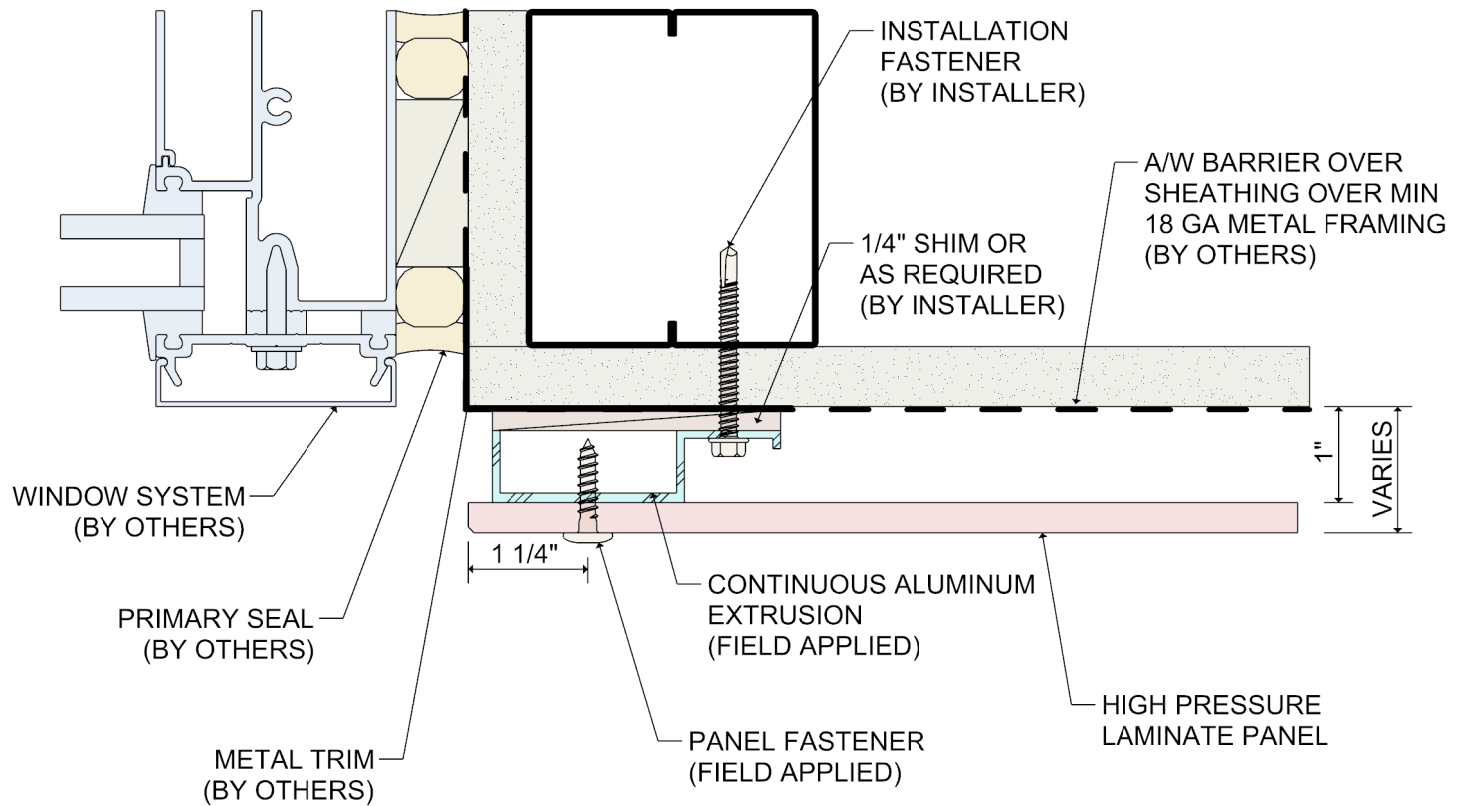 INSTALLATION
FASTENER
(BY INSTALLER)
A/W BARRIER OVER
SHEATHING OVER MIN
18 GA METAL FRAMING
(BY OTHERS)
1/4" SHIM OR
AS REQUIRED
(BY INSTALLER)
1"
VARIES
WINDOW SYSTEM
(BY OTHERS)
1 1/4"
CONTINUOUS ALUMINUM
EXTRUSION
(FIELD APPLIED)
PRIMARY SEAL
(BY OTHERS)
HIGH PRESSURE
LAMINATE PANEL
PANEL FASTENER
(FIELD APPLIED)
METAL TRIM
(BY OTHERS)